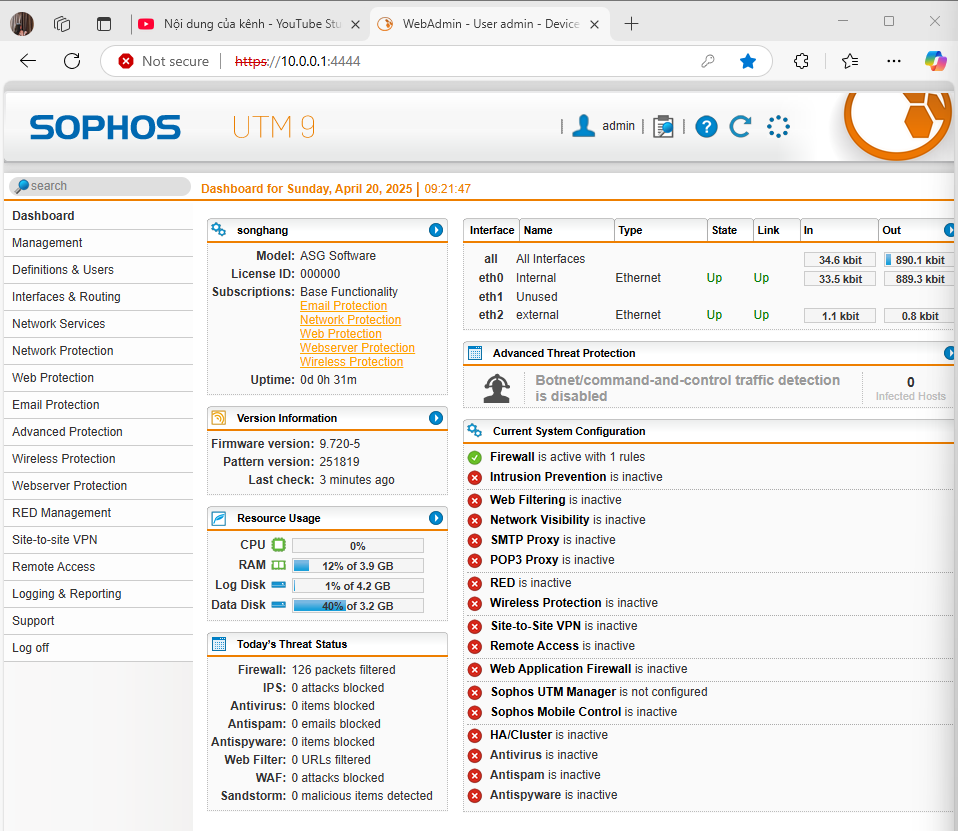 Nội dung của kênh - YouTube Stu
WebAdmin - User admin - Device
Not secure
https://10.0.0.1:4444
SOPHOS
UTM 9
admin
search
Dashboard for Sunday, April 20, 2025 | 09:21:47
Dashboard
Management
Definitions & Users
Interfaces & Routing
Network Services
Network Protection
Web Protection
Email Protection
Advanced Protection
Wireless Protection
Webserver Protection
RED Management
Site-to-site VPN
Remote Access
Logging & Reporting
Support
Log off
songhang
Model: ASG Software
License ID: 000000
Subscriptions: Base Functionality
Email Protection
Network Protection
Web Protection
Webserver Protection
Wireless Protection
Uptime: 0d 0h 31m
Version Information
Firmware version: 9.720-5
Pattern version: 251819
Last check: 3 minutes ago
Resource Usage
CPU 0%
RAM 12% of 3.9 GB
Log Disk 1% of 4.2 GB
Data Disk 40% of 3.2 GB
Today's Threat Status
Firewall: 126 packets filtered
IPS: 0 attacks blocked
Antivirus: 0 items blocked
Antispam: 0 emails blocked
Antispyware: 0 items blocked
Web Filter: 0 URLs filtered
WAF: 0 attacks blocked
Sandstorm: 0 malicious items detected
Interface Name Type State Link In Out
all All Interfaces 34.6 kbit 890.1 kbit
eth0 Internal Ethernet Up Up 33.5 kbit 889.3 kbit
eth1 Unused
eth2 external Ethernet Up Up 1.1 kbit 0.8 kbit
Advanced Threat Protection
Botnet/command-and-control traffic detection
is disabled
0
Infected Hosts
Current System Configuration
Firewall is active with 1 rules
Intrusion Prevention is inactive
Web Filtering is inactive
Network Visibility is inactive
SMTP Proxy is inactive
POP3 Proxy is inactive
RED is inactive
Wireless Protection is inactive
Site-to-Site VPN is inactive
Remote Access is inactive
Web Application Firewall is inactive
Sophos UTM Manager is not configured
Sophos Mobile Control is inactive
HA/Cluster is inactive
Antivirus is inactive
Antispam is inactive
Antispyware is inactive